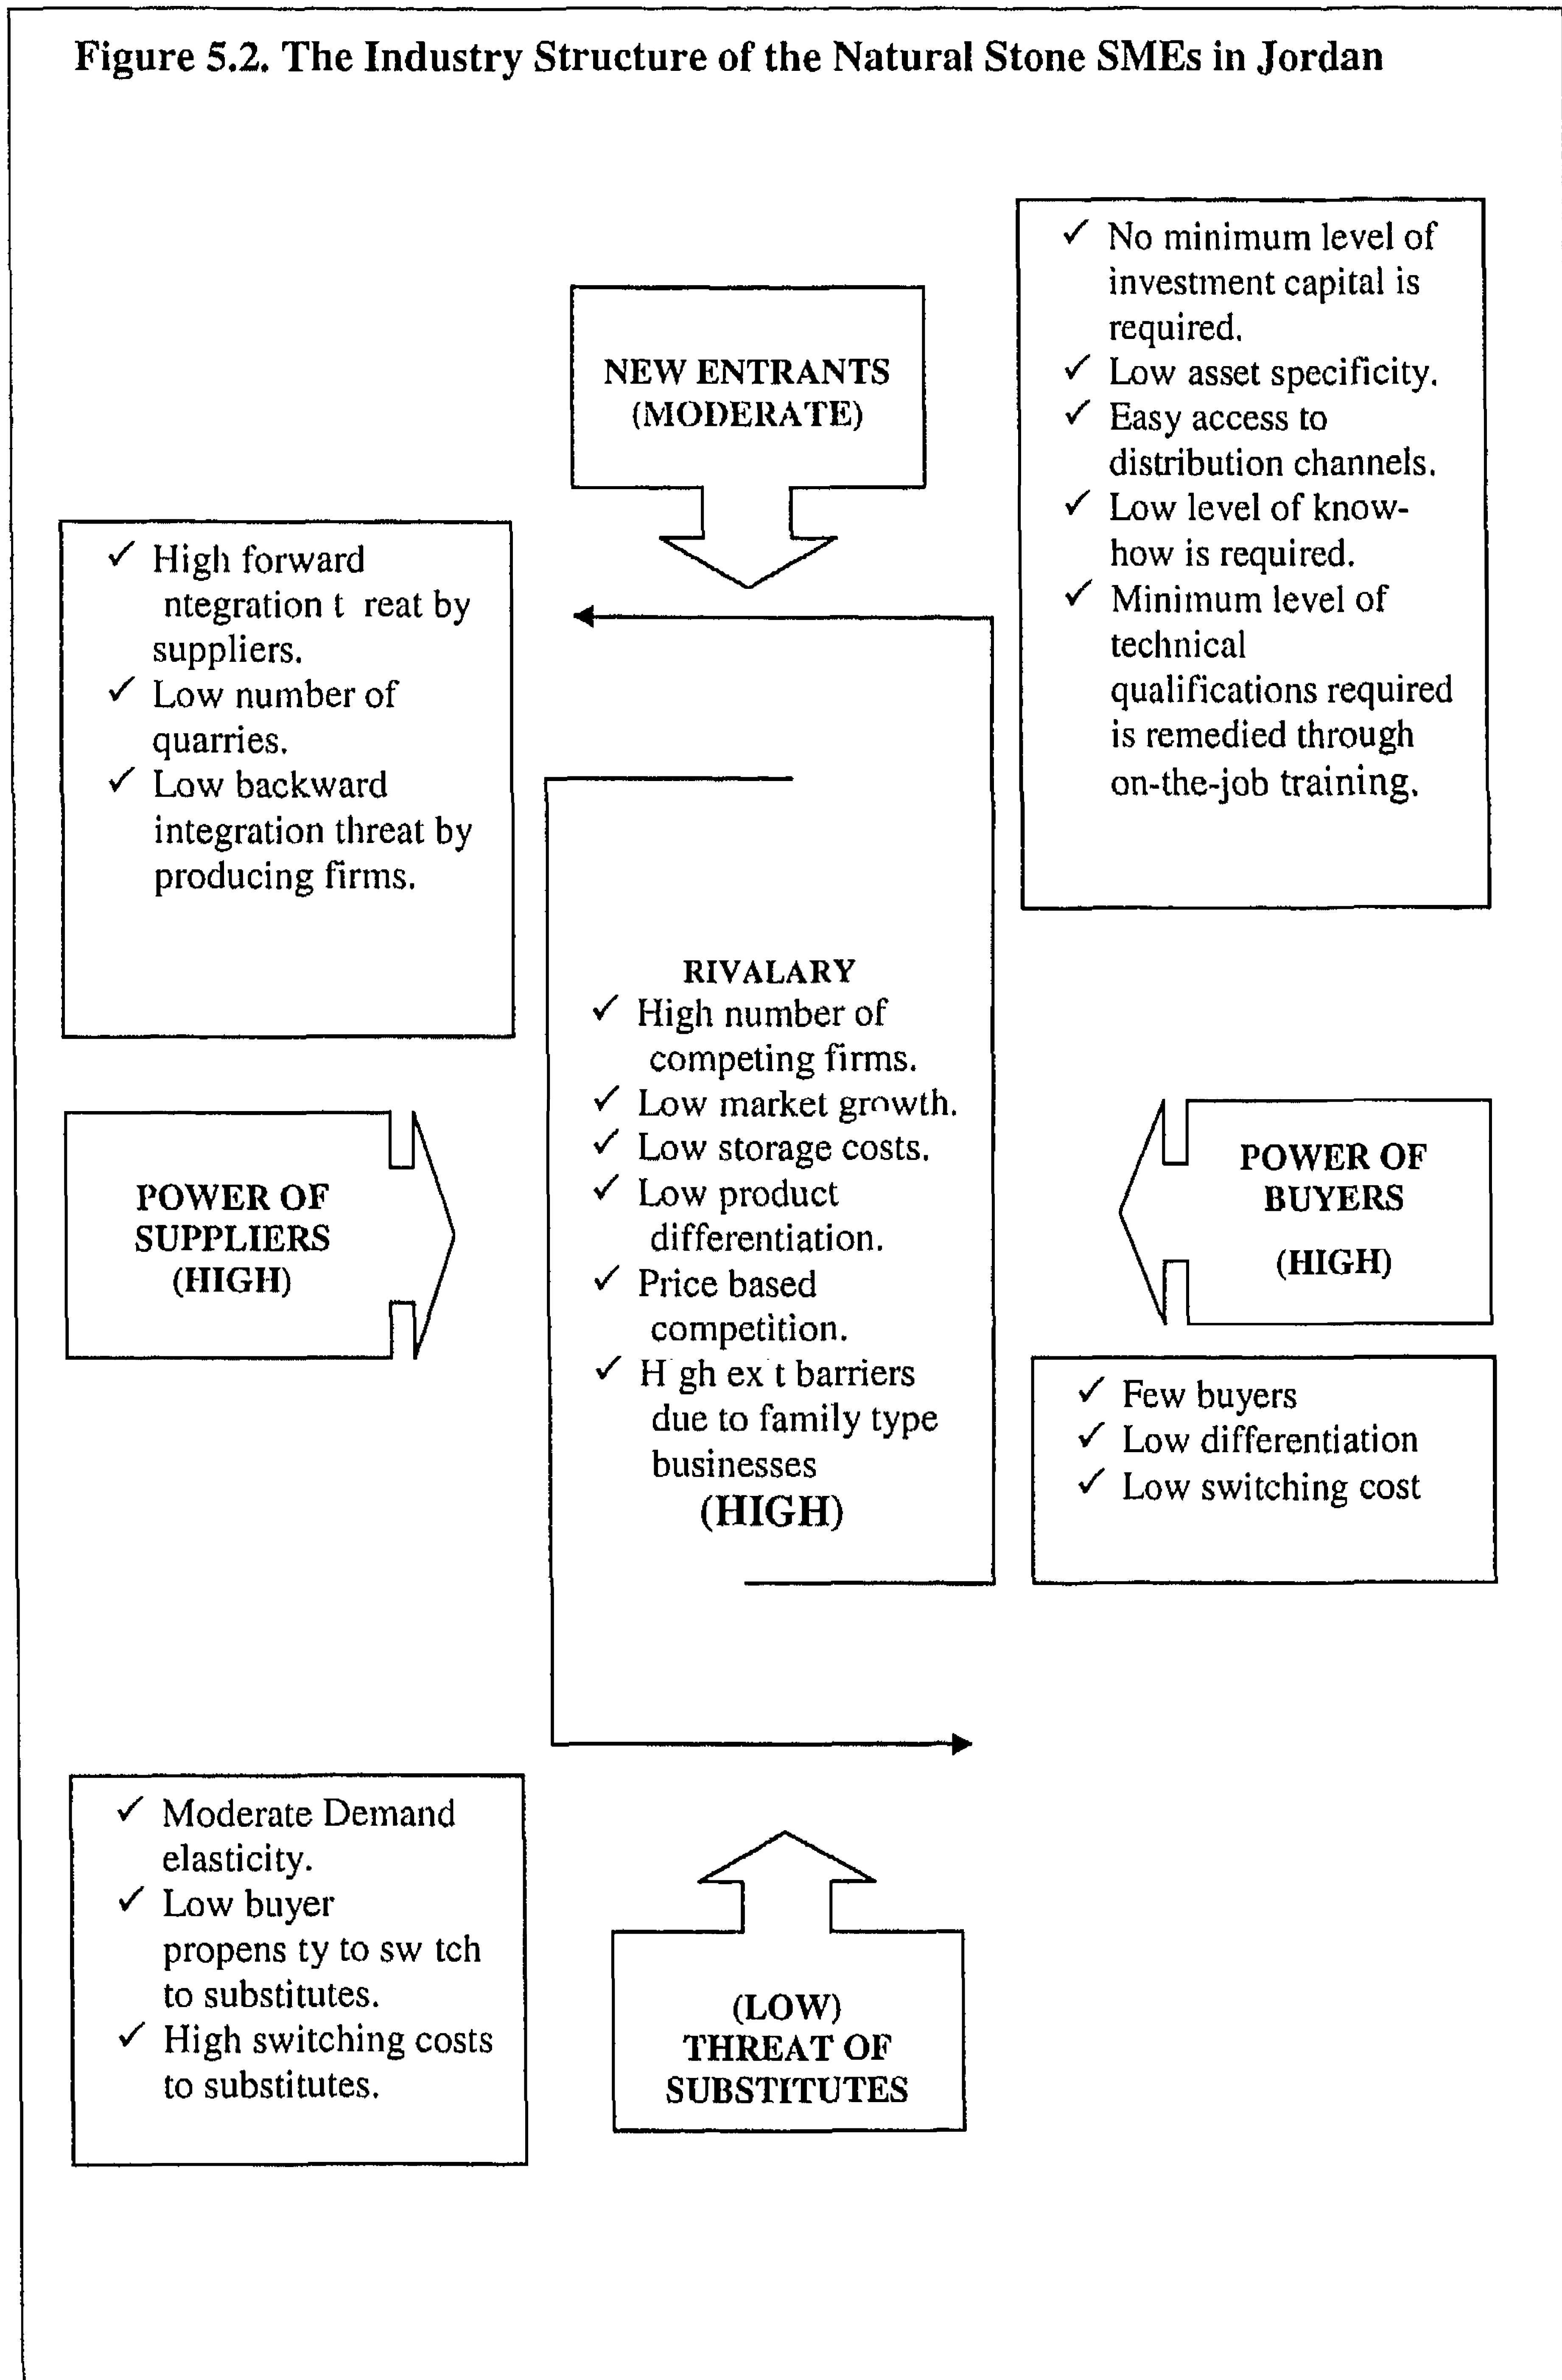 Figure 5.2. The Industry Structure of the Natural Stone SMEs in Jordan
NEW ENTRANTS
(MODERATE)
✓ No minimum level of
investment capital is
required.
✓ Low asset specificity.
✓ Easy access to
distribution channels.
✓ Low level of know-
how is required.
✓ Minimum level of
technical
qualifications required
is remedied through
on-the-job training.
✓ High forward
ntegration t reat by
suppliers.
✓ Low number of
quarries.
✓ Low backward
integration threat by
producing firms.
RIVALARY
✓ High number of
competing firms.
✓ Low market growth.
✓ Low storage costs.
✓ Low product
differentiation.
✓ Price based
competition.
✓ H gh ex t barriers
due to family type
businesses
(HIGH)
POWER OF
SUPPLIERS
(HIGH)
POWER OF
BUYERS
(HIGH)
✓ Few buyers
✓ Low differentiation
✓ Low switching cost
✓ Moderate Demand
elasticity.
✓ Low buyer
propens ty to sw tch
to substitutes.
✓ High switching costs
to substitutes.
(LOW)
THREAT OF
SUBSTITUTES